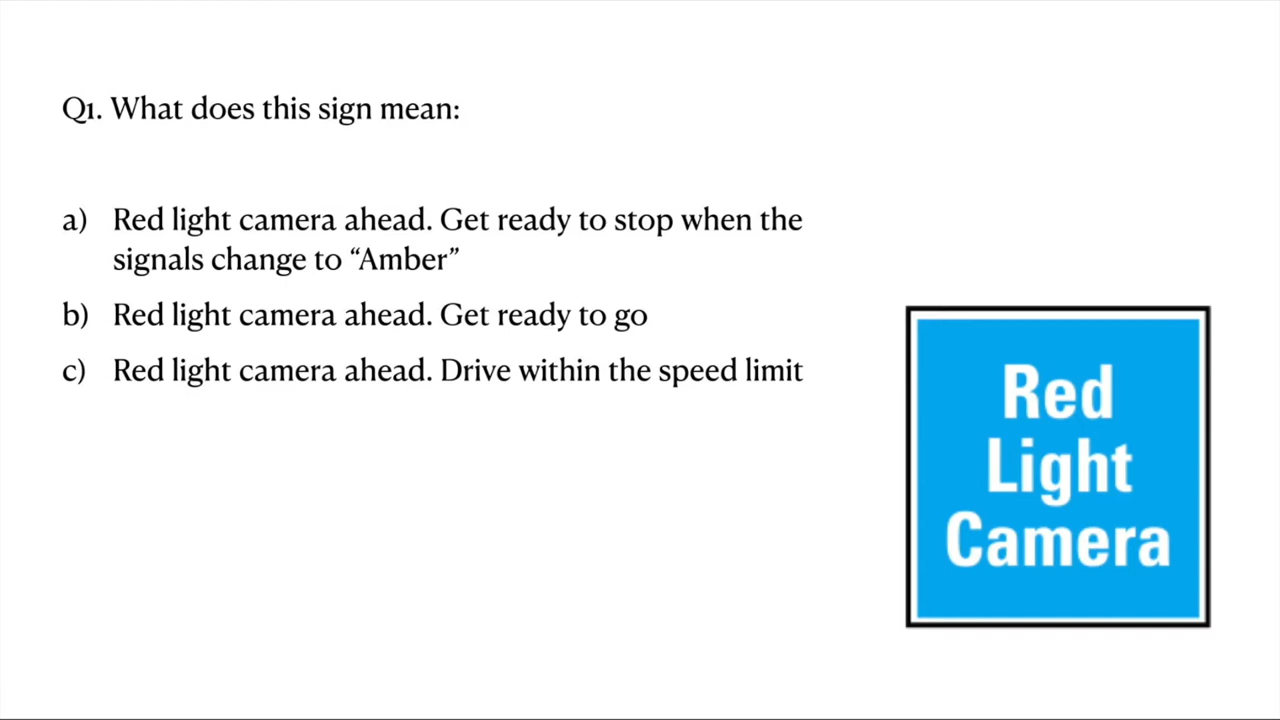 Q1. What does this sign mean:
a) Red light camera ahead. Get ready to stop when the
signals change to “Amber”
b) Red light camera ahead. Get ready to go
c) Red light camera ahead. Drive within the speed limit
Red
Light
Camera